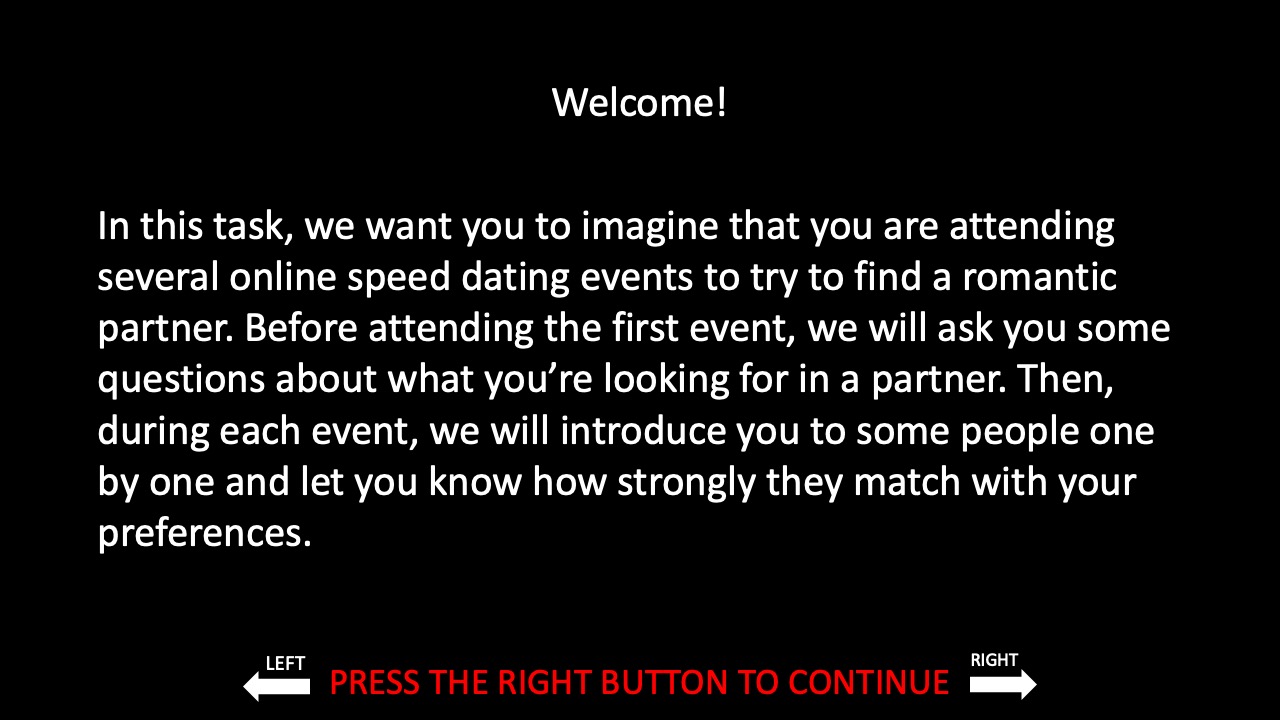 Welcome!
In this task, we want you to imagine that you are attending
several online speed dating events to try to find a romantic
partner. Before attending the first event, we will ask you some
questions about what you’re looking for in a partner. Then,
during each event, we will introduce you to some people one
by one and let you know how strongly they match with your
preferences.
LEFT
PRESS THE RIGHT BUTTON TO CONTINUE
RIGHT